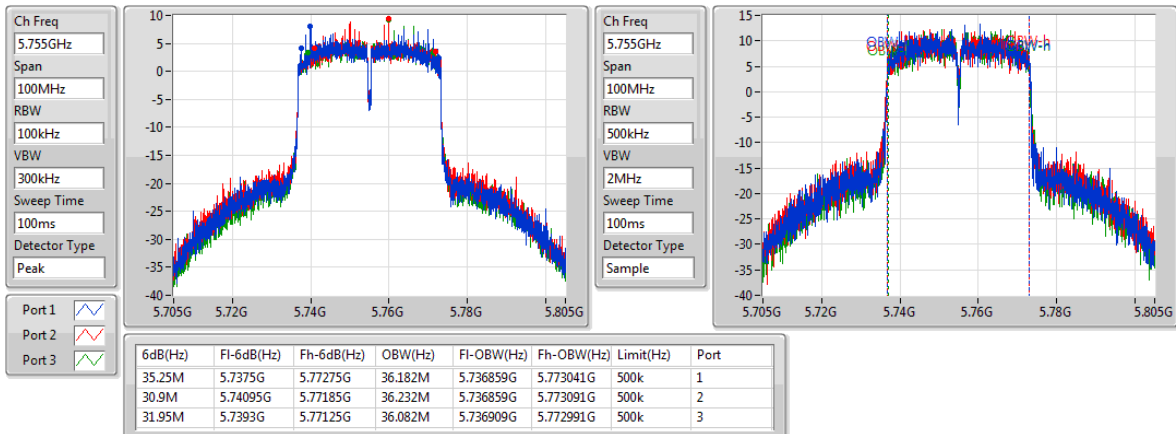 Ch Freq
5.755GHz
Span
100MHz
RBW
100kHz
VBW
300kHz
Sweep Time
100ms
Detector Type
Peak
Port 1
Port 2
Port 3
10
5
0
-5
-10
-15
-20
-25
-30
-35
-40
5.705G 5.72G 5.74G 5.76G 5.78G 5.805G
Ch Freq
5.755GHz
Span
100MHz
RBW
500kHz
VBW
2MHz
Sweep Time
100ms
Detector Type
Sample
15
10
5
0
-5
-10
-15
-20
-25
-30
-35
-40
5.705G 5.72G 5.74G 5.76G 5.78G 5.805G
6dB(Hz) Fl-6dB(Hz) Fh-6dB(Hz) OBW(Hz) Fl-OBW(Hz) Fh-OBW(Hz) Limit(Hz) Port
35.25M 5.7375G 5.77275G 36.182M 5.736859G 5.773041G 500k 1
30.9M 5.74095G 5.77185G 36.232M 5.736859G 5.773091G 500k 2
31.95M 5.7393G 5.77125G 36.082M 5.736909G 5.772991G 500k 3